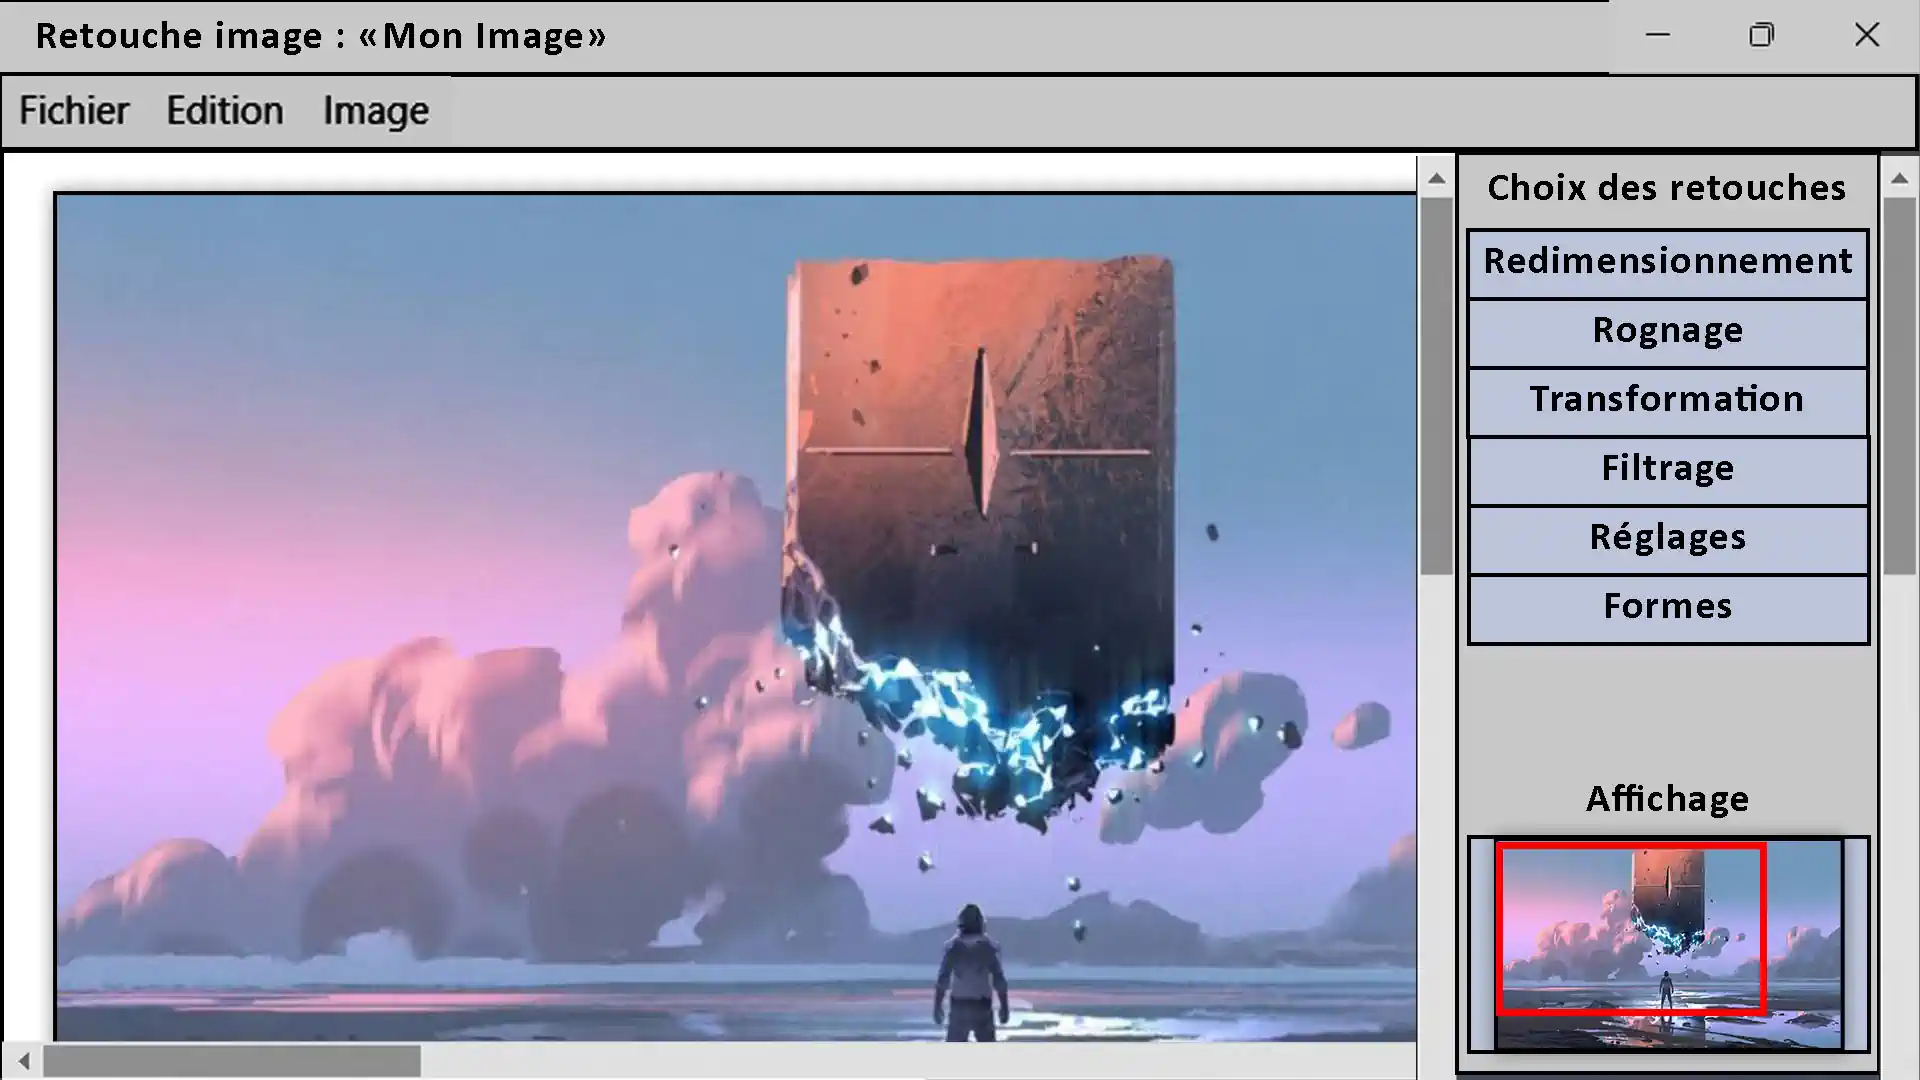 Retouche image : «Mon Image»
Fichier Edition Image
Choix des retouches
Redimensionnement
Rognage
Transformation
Filtrage
Réglages
Formes
Affichage